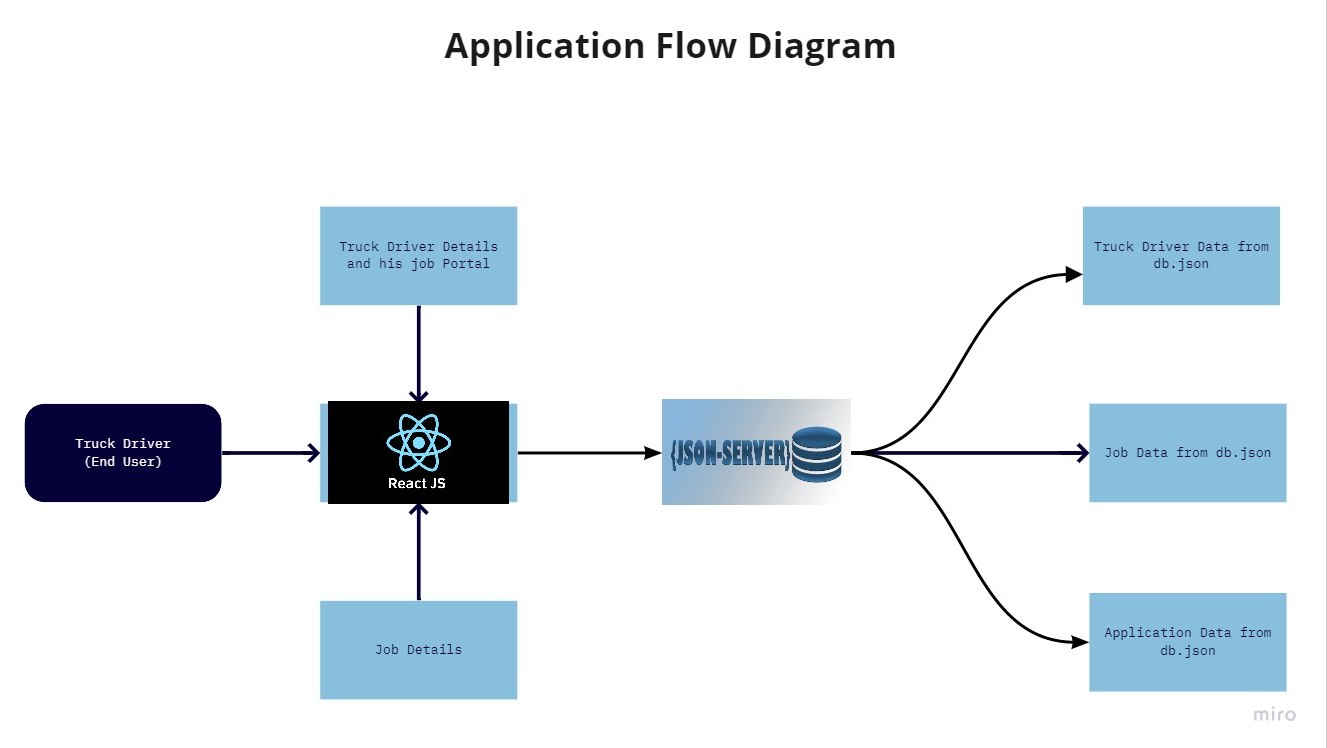 Application Flow Diagram
Truck Driver Details
and his job Portal
Truck Driver Data from
db.json
Truck Driver
(End User)
React JS
{JSON-SERVER}
Job Data from db.json
Job Details
Application Data from
db.json
miro